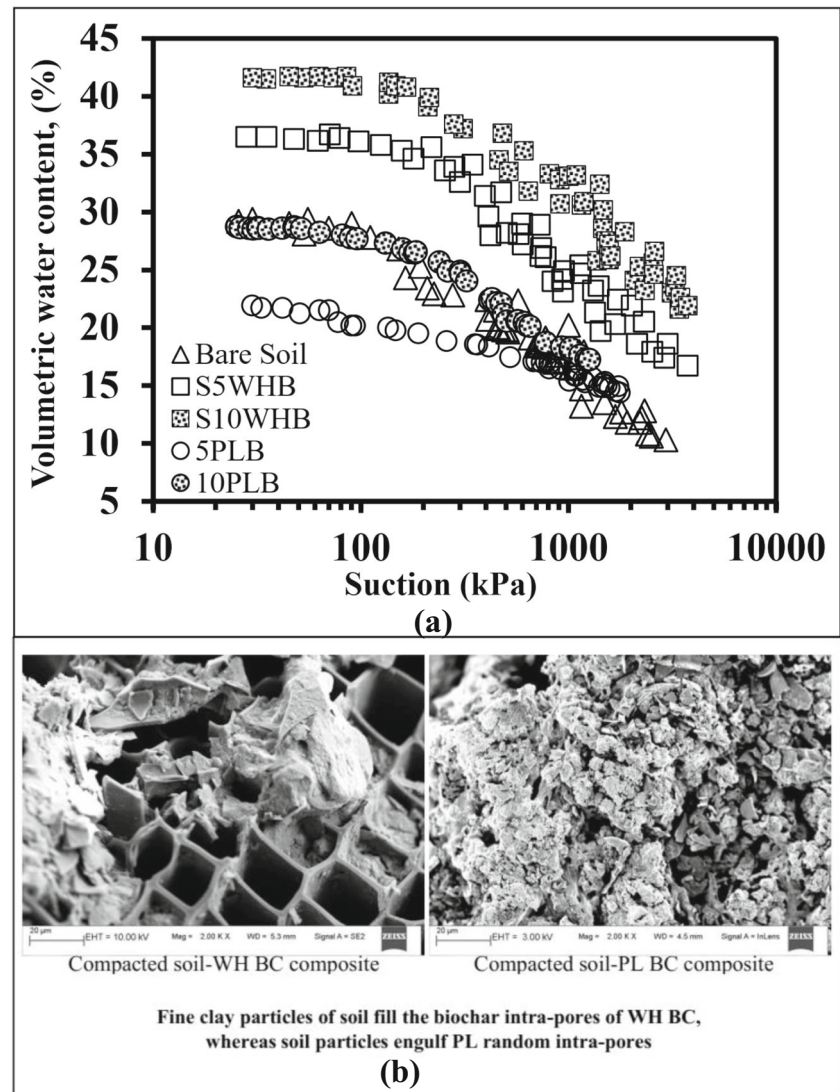 45
40
35
30
25
20
15
10
5
Volumetric water content, (%)
Bare Soil
S5WHB
S10WHB
5PLB
10PLB
10 100 1000 10000
Suction (kPa)
(a)
20 µm EHT = 10.00 kV Mag = 2.00 K X WD = 5.3 mm Signal A = SE2 ZEISS
20 µm EHT = 3.00 kV Mag = 2.00 K X WD = 4.5 mm Signal A = InLens ZEISS
Compacted soil-WH BC composite
Compacted soil-PL BC composite
Fine clay particles of soil fill the biochar intra-pores of WH BC,
whereas soil particles engulf PL random intra-pores
(b)